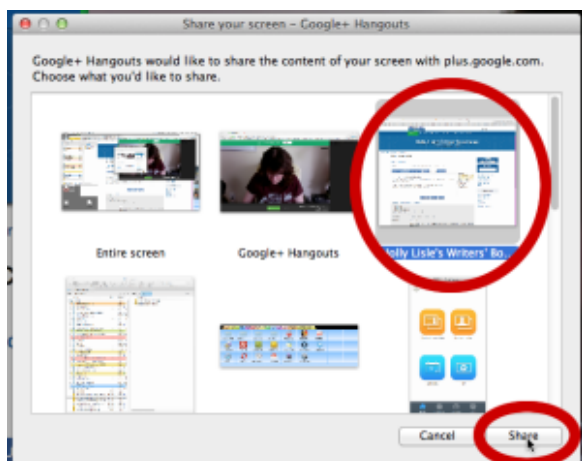 Share your screen – Google+ Hangouts
Google+ Hangouts would like to share the content of your screen with plus.google.com.
Choose what you'd like to share.
Entire screen
Google+ Hangouts
Holly Lisle's Writers' Bo...
Cancel
Share